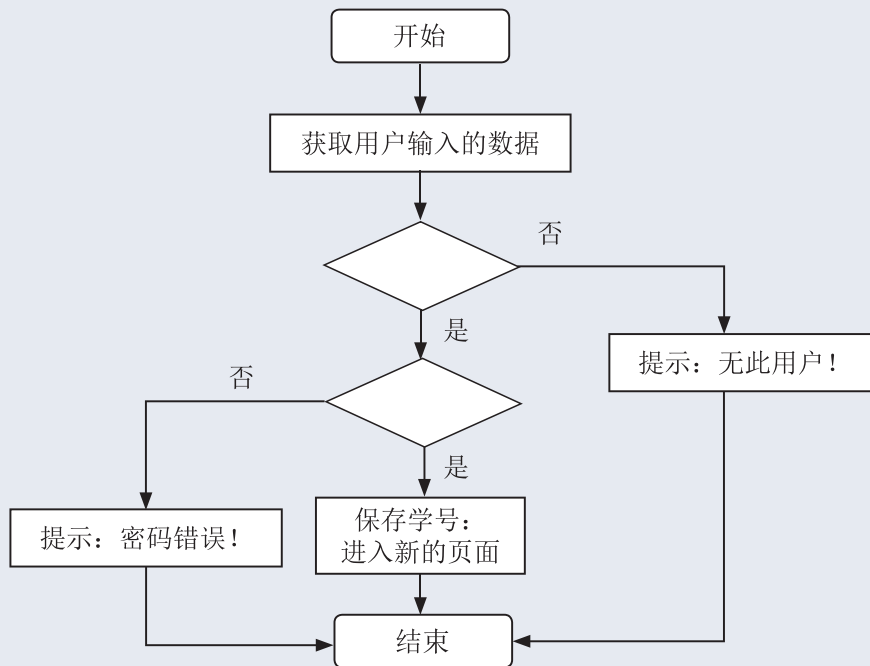 开始
获取用户输入的数据
否
是
提示：无此用户！
否
是
提示：密码错误！
保存学号：
进入新的页面
结束